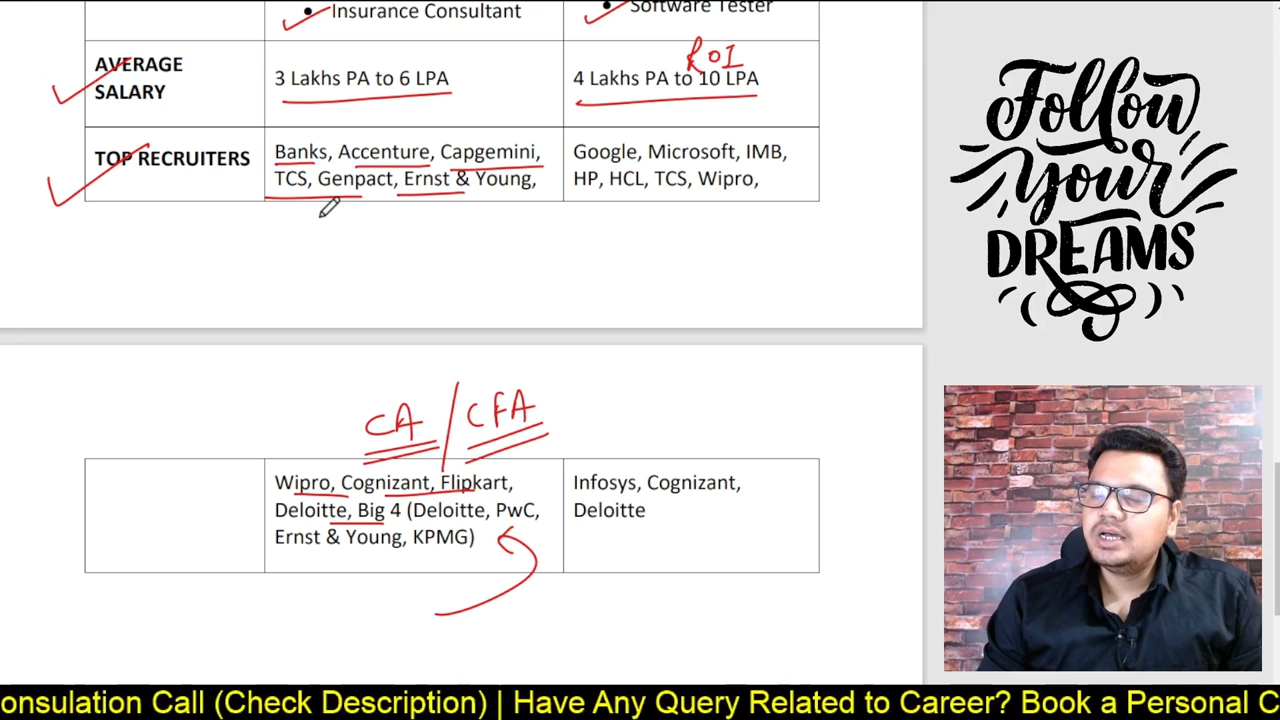 Insurance Consultant
Software Tester
AVERAGE
SALARY
3 Lakhs PA to 6 LPA
ROI
4 Lakhs PA to 10 LPA
TOP RECRUITERS
Banks, Accenture, Capgemini,
TCS, Genpact, Ernst & Young,
Google, Microsoft, IMB,
HP, HCL, TCS, Wipro,
CA / CFA
Wipro, Cognizant, Flipkart,
Deloitte, Big 4 (Deloitte, PwC,
Ernst & Young, KPMG)
Infosys, Cognizant,
Deloitte
Follow
Your
DREAMS
onsulation Call (Check Description) | Have Any Query Related to Career? Book a Personal C